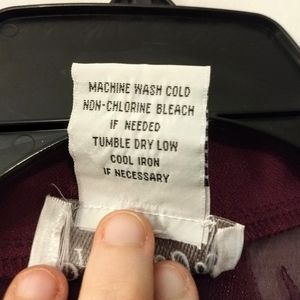 MACHINE WASH COLD
NON-CHLORINE BLEACH
IF NEEDED
TUMBLE DRY LOW
COOL IRON
IF NECESSARY